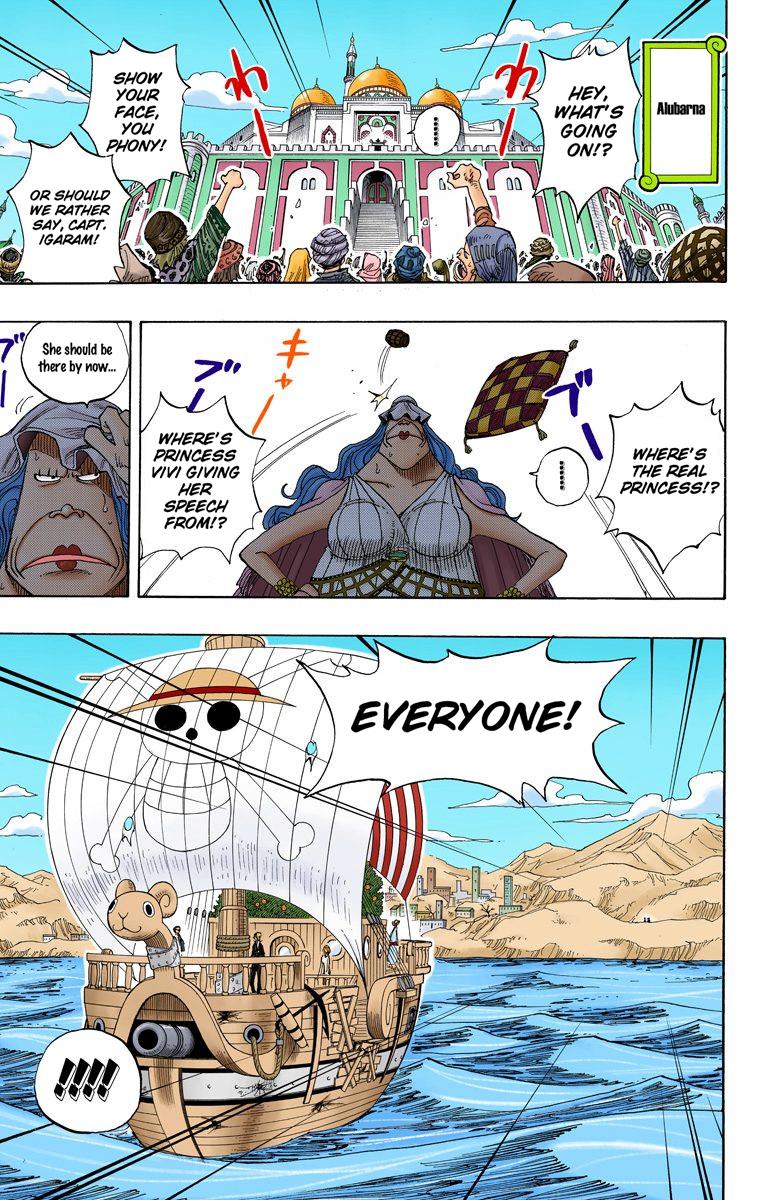 Alubarna
HEY,
WHAT'S
GOING
ON!?
わー
わー
SHOW
YOUR
FACE,
YOU
PHONY!
OR SHOULD
WE RATHER
SAY, CAPT.
IGARAM!
WHERE'S
THE REAL
PRINCESS!?
ブー
キャー
ブー
WHERE'S
PRINCESS
VIVI GIVING
HER
SPEECH
FROM!?
She should be
there by now...
ブー
EVERYONE!
!!!!!